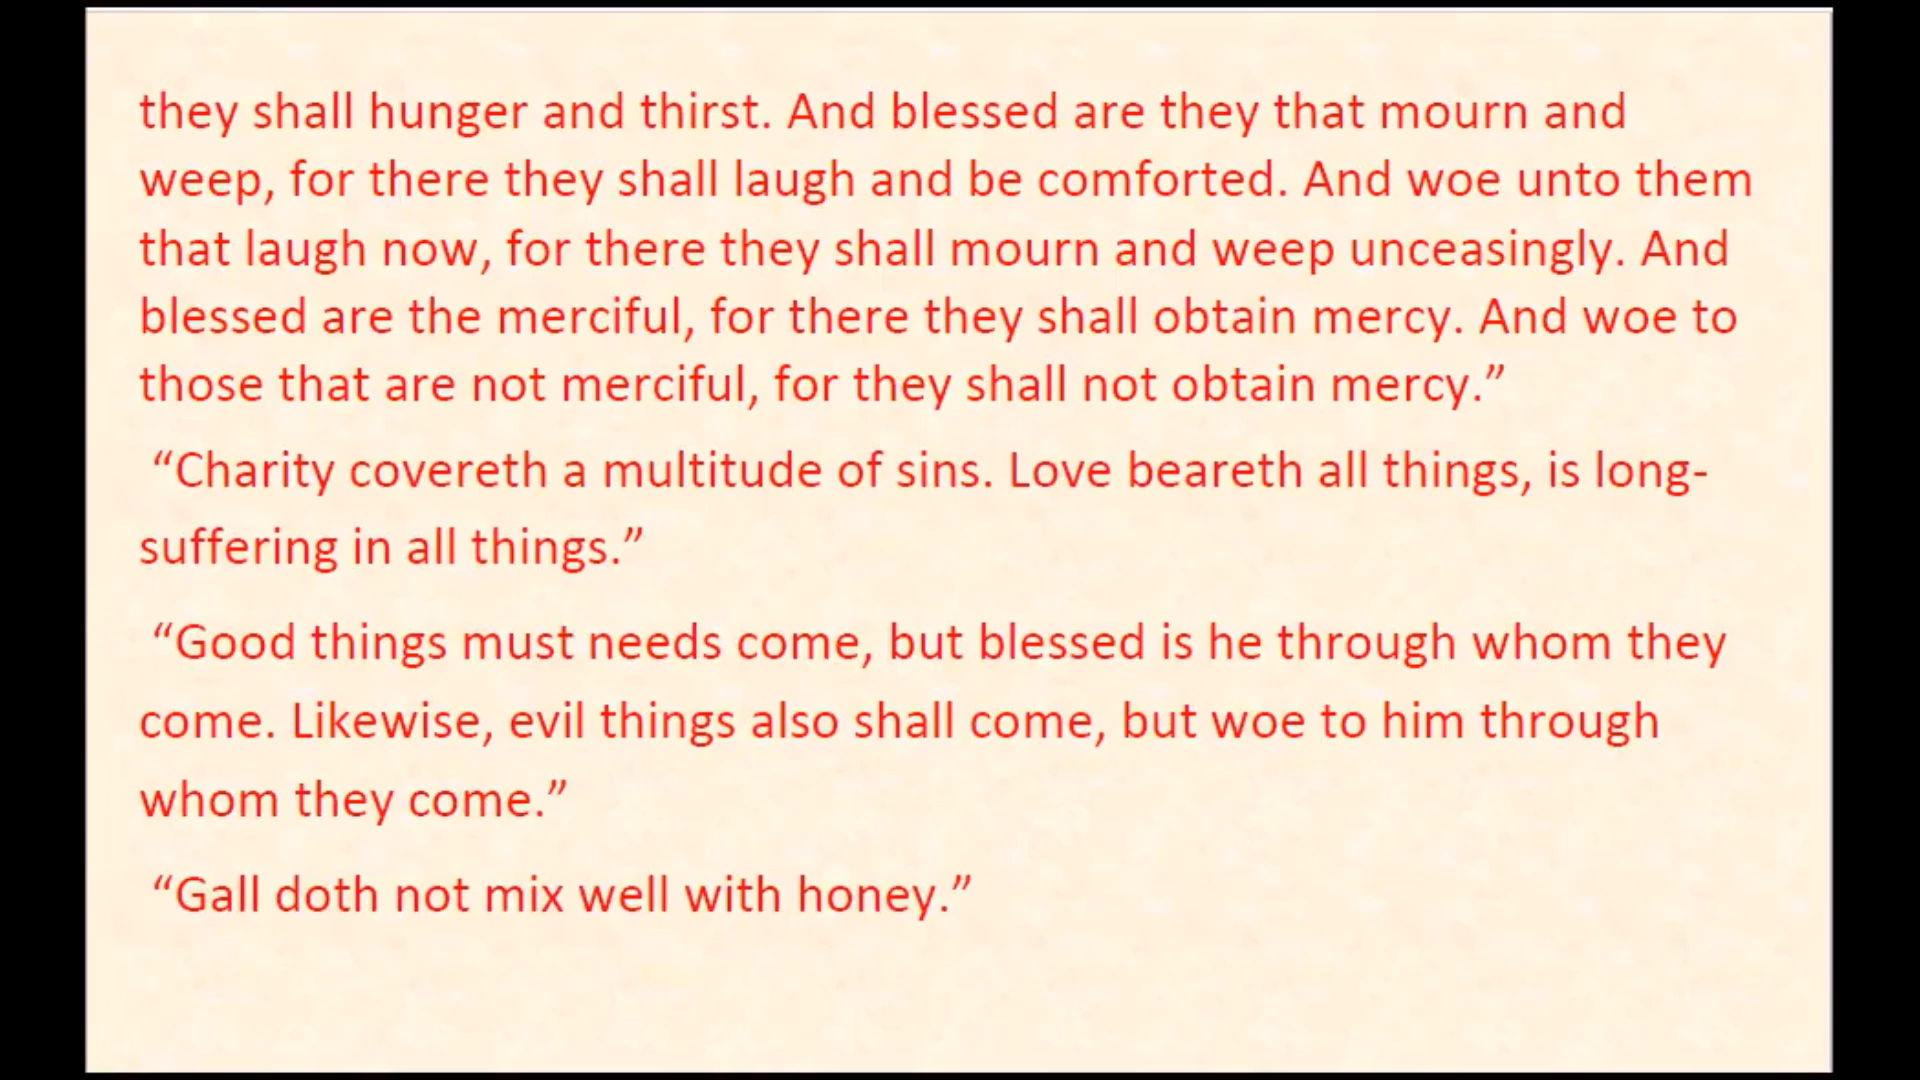 they shall hunger and thirst. And blessed are they that mourn and
weep, for there they shall laugh and be comforted. And woe unto them
that laugh now, for there they shall mourn and weep unceasingly. And
blessed are the merciful, for there they shall obtain mercy. And woe to
those that are not merciful, for they shall not obtain mercy.”
“Charity covereth a multitude of sins. Love beareth all things, is long-
suffering in all things.”
“Good things must needs come, but blessed is he through whom they
come. Likewise, evil things also shall come, but woe to him through
whom they come.”
“Gall doth not mix well with honey.”